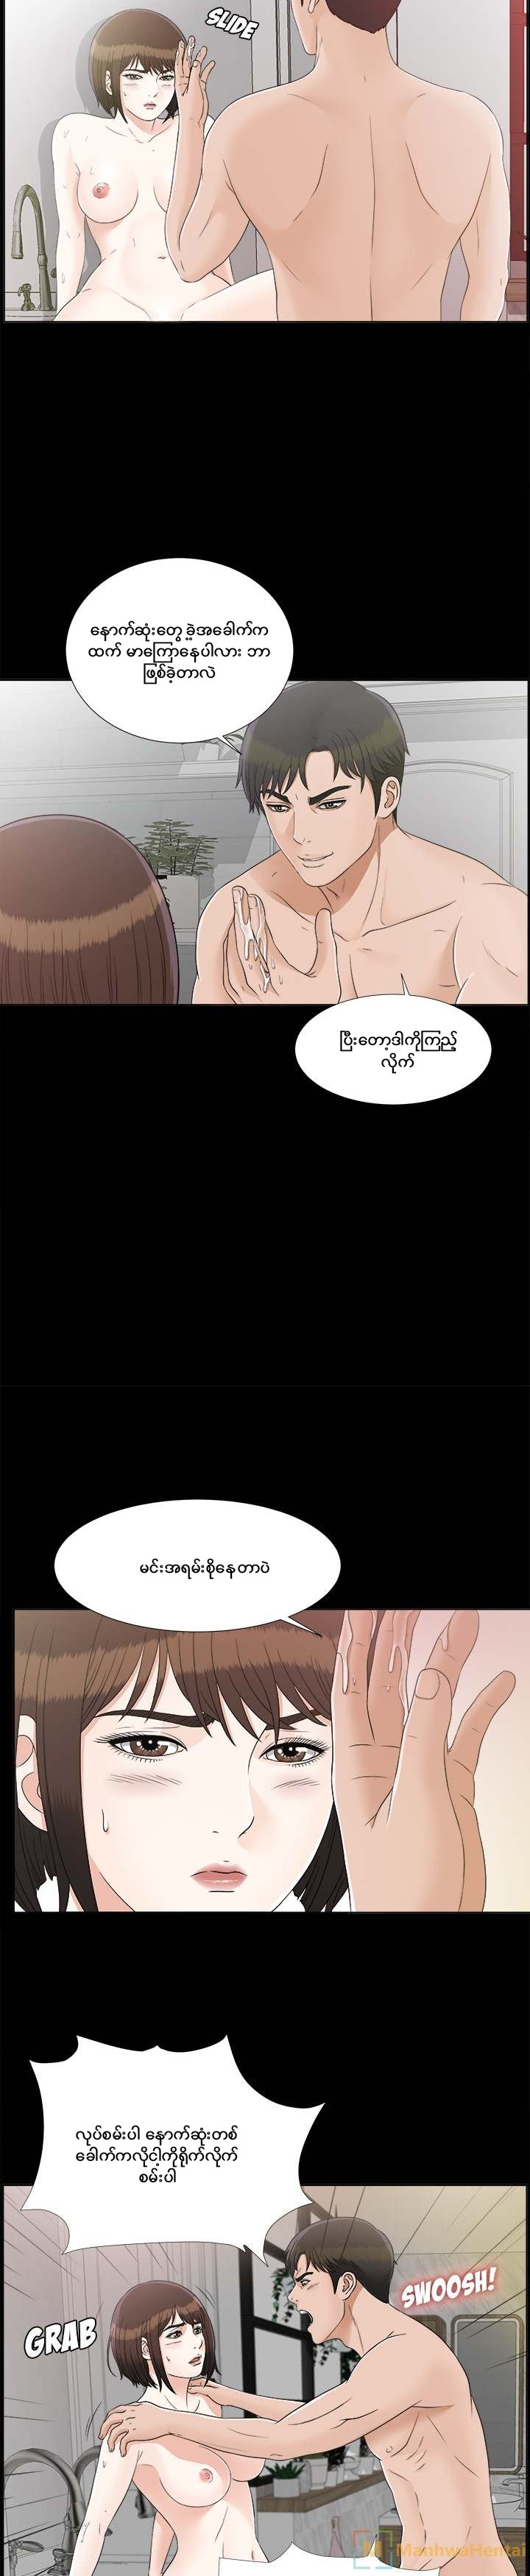 SLIDE
နောက်ဆုံးတွေ့ခဲ့အခေါက်က
ထက် မာကြောနေပါလား ဘာ
ဖြစ်ခဲ့တာလဲ
ပြီးတော့ဒါကိုကြည့်
လိုက်
မင်းအရမ်းစိုနေတာပဲ
လုပ်စမ်းပါ နောက်ဆုံးတစ်
ခေါက်ကလိုငါ့ကိုရိုက်လိုက်
စမ်းပါ
SWOOSH!
GRAB
ManhwaHentai